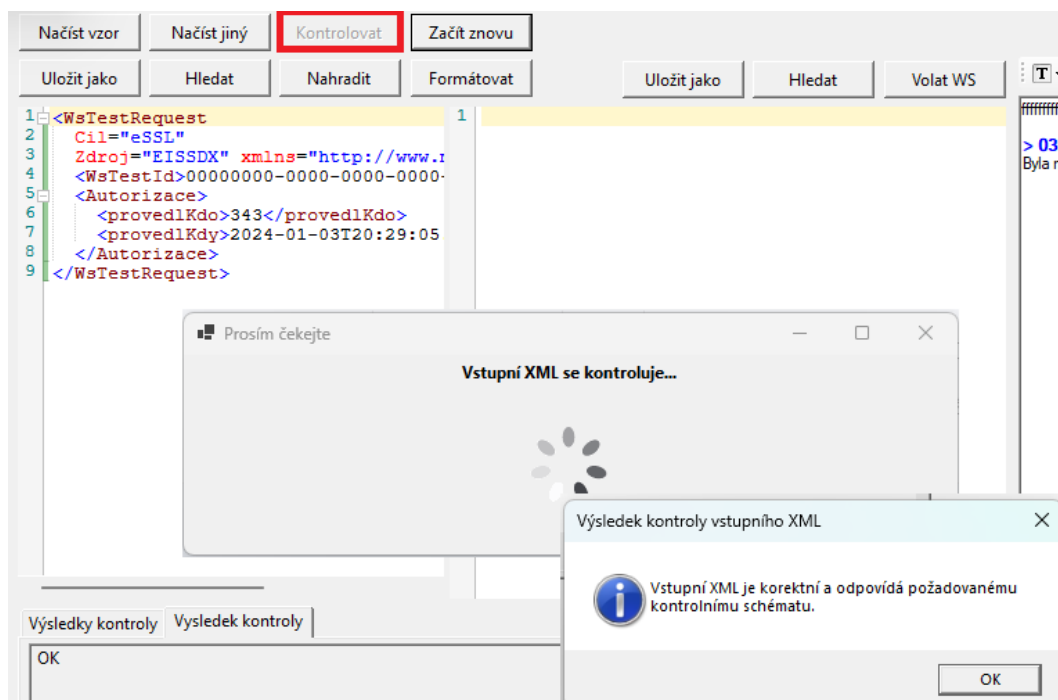 Načíst vzor Načíst jiný Kontrolovat Začít znovu
Uložit jako Hledat Nahradit Formátovat Uložit jako Hledat Volat WS T
1 <WsTestRequest 1
2 Cil="eSSL"
3 Zdroj="EISSDX" xmlns="http://www.
4 <WsTestId>00000000-0000-0000-0000-
5 <Autorizace>
6 <provedlKdo>343</provedlKdo>
7 <provedlKdy>2024-01-03T20:29:05
8 </Autorizace>
9 </WsTestRequest>
> 03
Byla
Prosím čekejte
Vstupní XML se kontroluje...
Výsledek kontroly vstupního XML
Vstupní XML je korektní a odpovídá požadovanému
kontrolnímu schématu.
OK
Výsledky kontroly Vysledek kontroly
OK